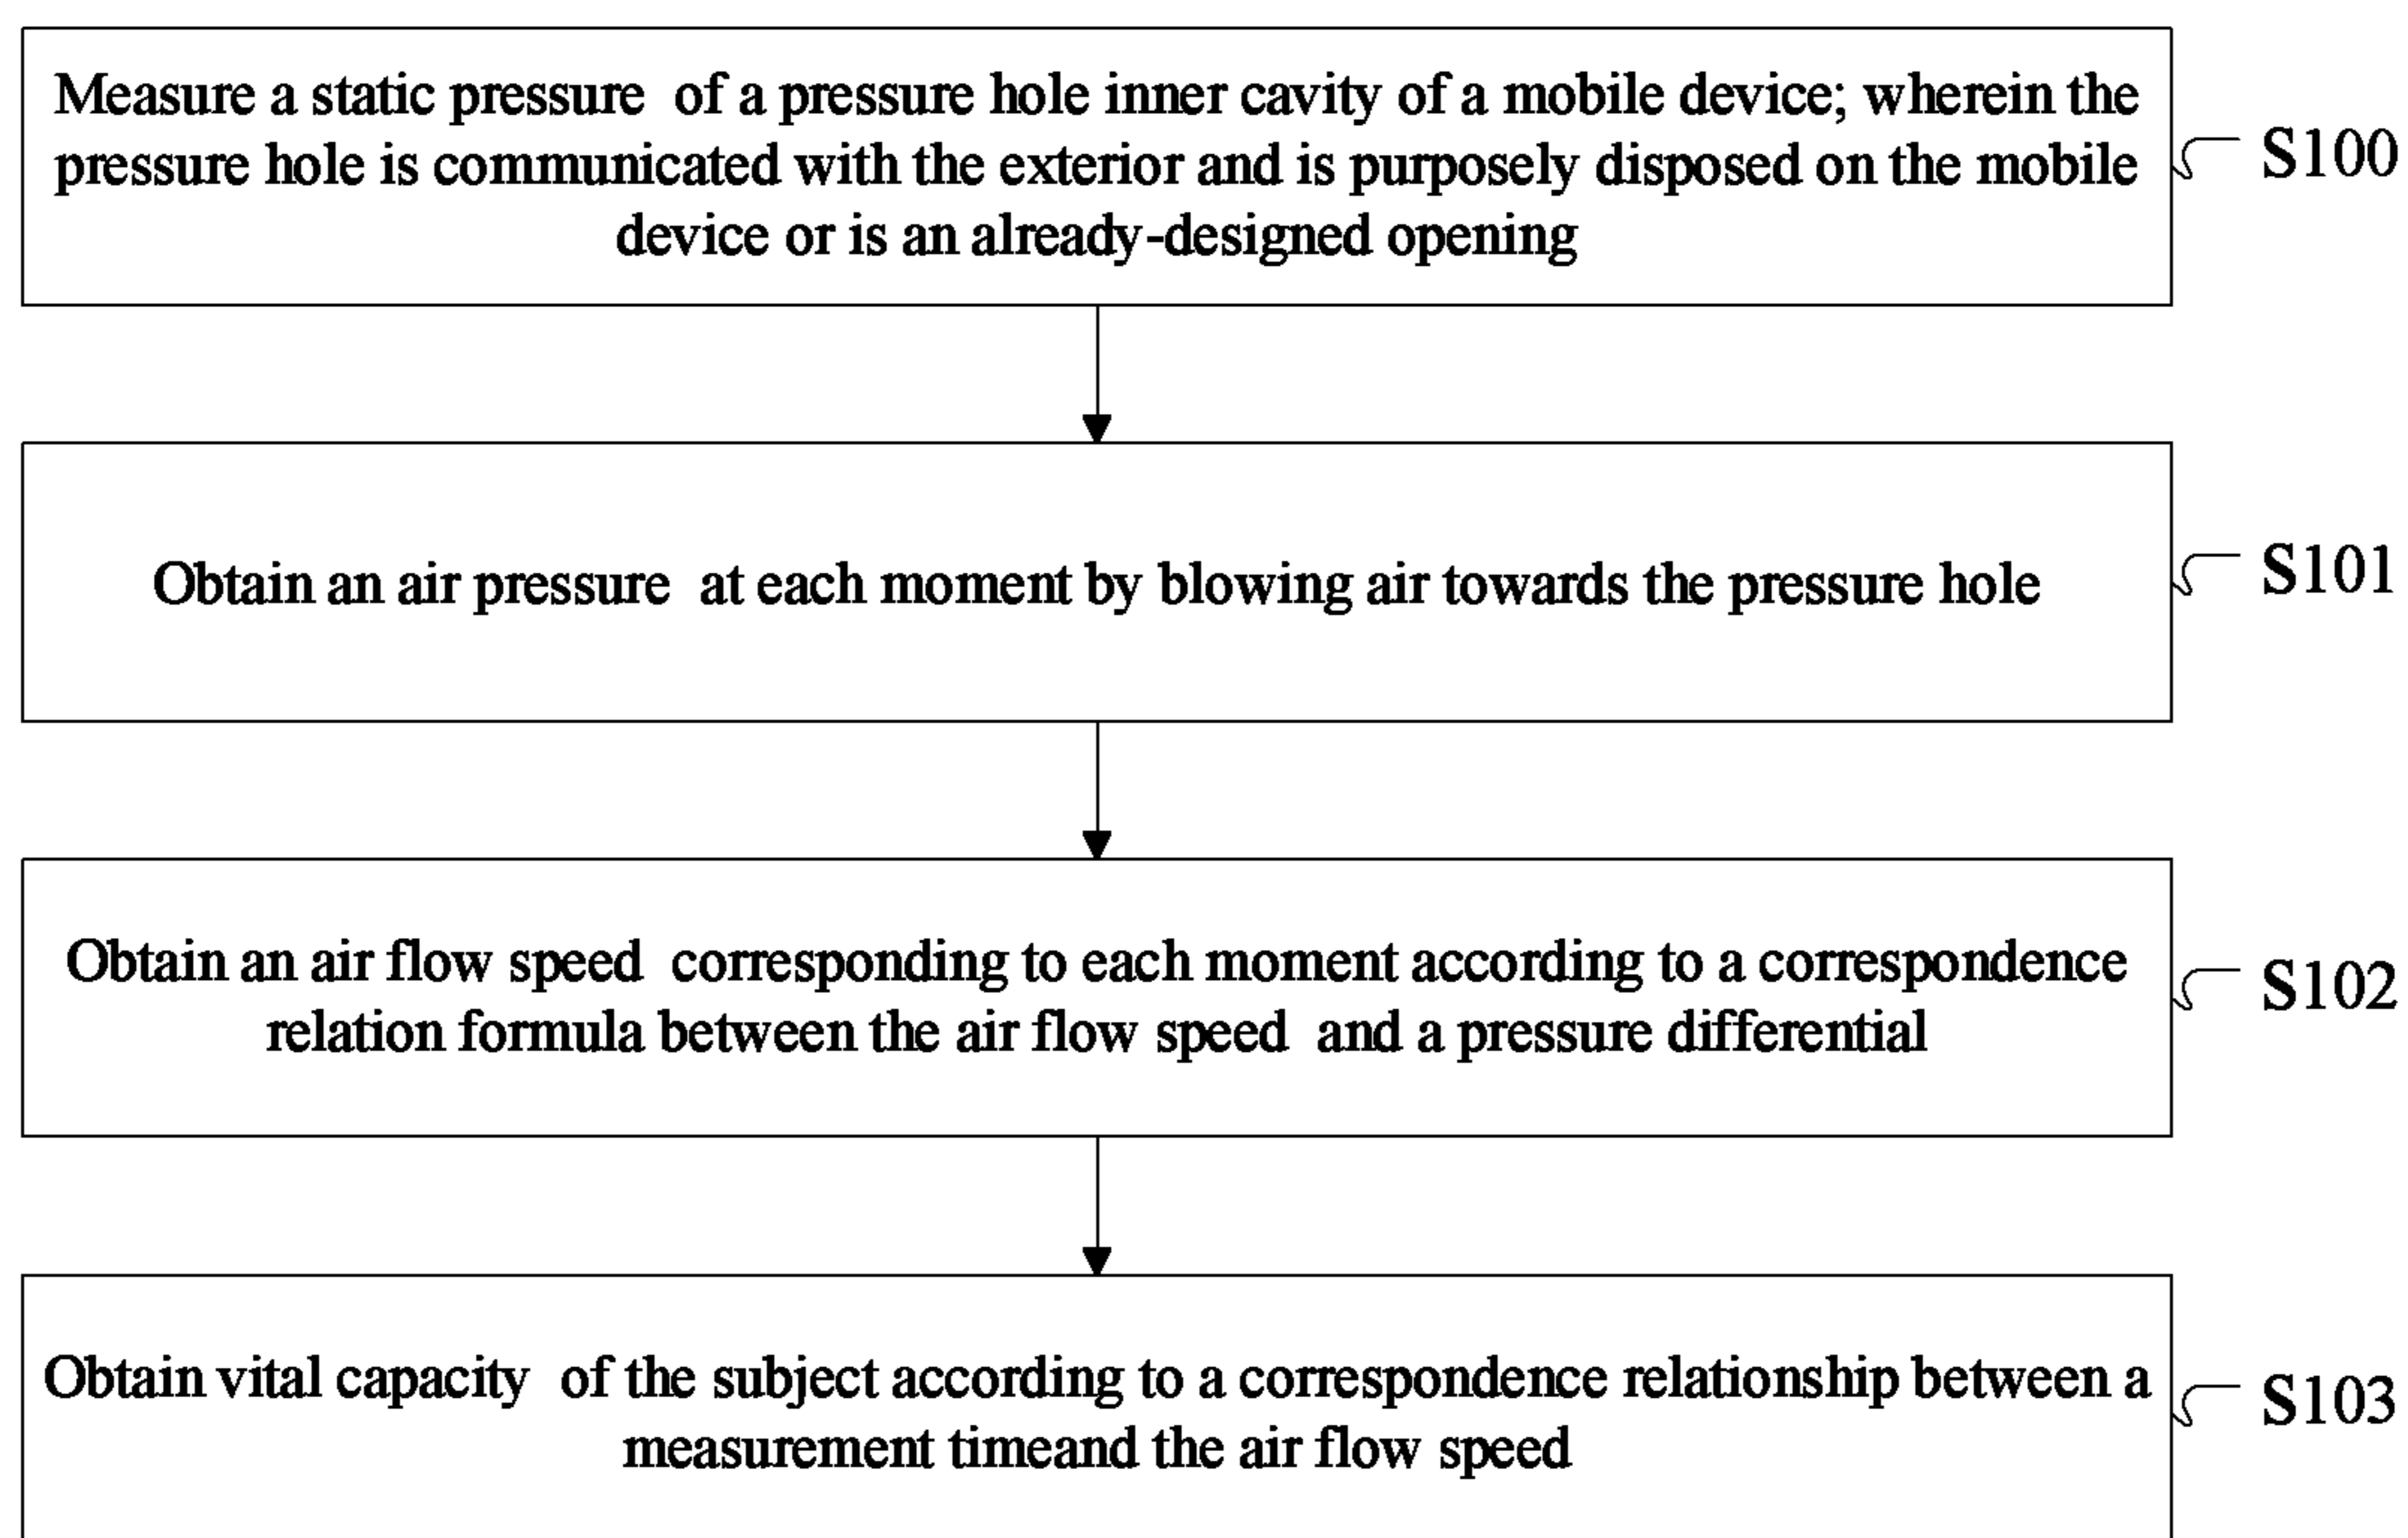 Measure a static pressure of a pressure hole inner cavity of a mobile device; wherein the
pressure hole is communicated with the exterior and is purposely disposed on the mobile
device or is an already-designed opening
S100
Obtain an air pressure at each moment by blowing air towards the pressure hole
S101
Obtain an air flow speed corresponding to each moment according to a correspondence
relation formula between the air flow speed and a pressure differential
S102
Obtain vital capacity of the subject according to a correspondence relationship between a
measurement timeand the air flow speed
S103